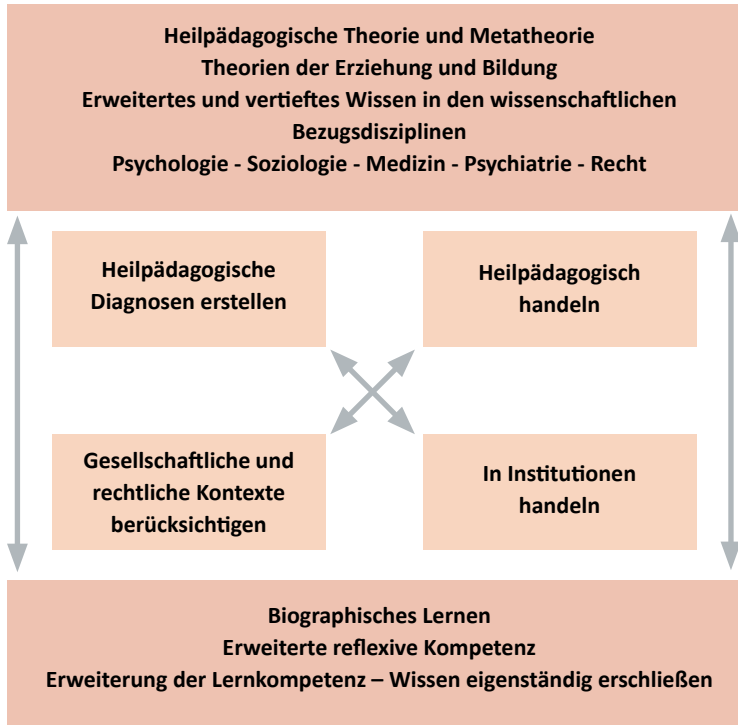 Heilpädagogische Theorie und Metatheorie
Theorien der Erziehung und Bildung
Erweitertes und vertieftes Wissen in den wissenschaftlichen
Bezugsdisziplinen
Psychologie - Soziologie - Medizin - Psychiatrie - Recht
Heilpädagogische
Diagnosen erstellen
Heilpädagogisch
handeln
Gesellschaftliche und
rechtliche Kontexte
berücksichtigen
In Institutionen
handeln
Biographisches Lernen
Erweiterte reflexive Kompetenz
Erweiterung der Lernkompetenz – Wissen eigenständig erschließen